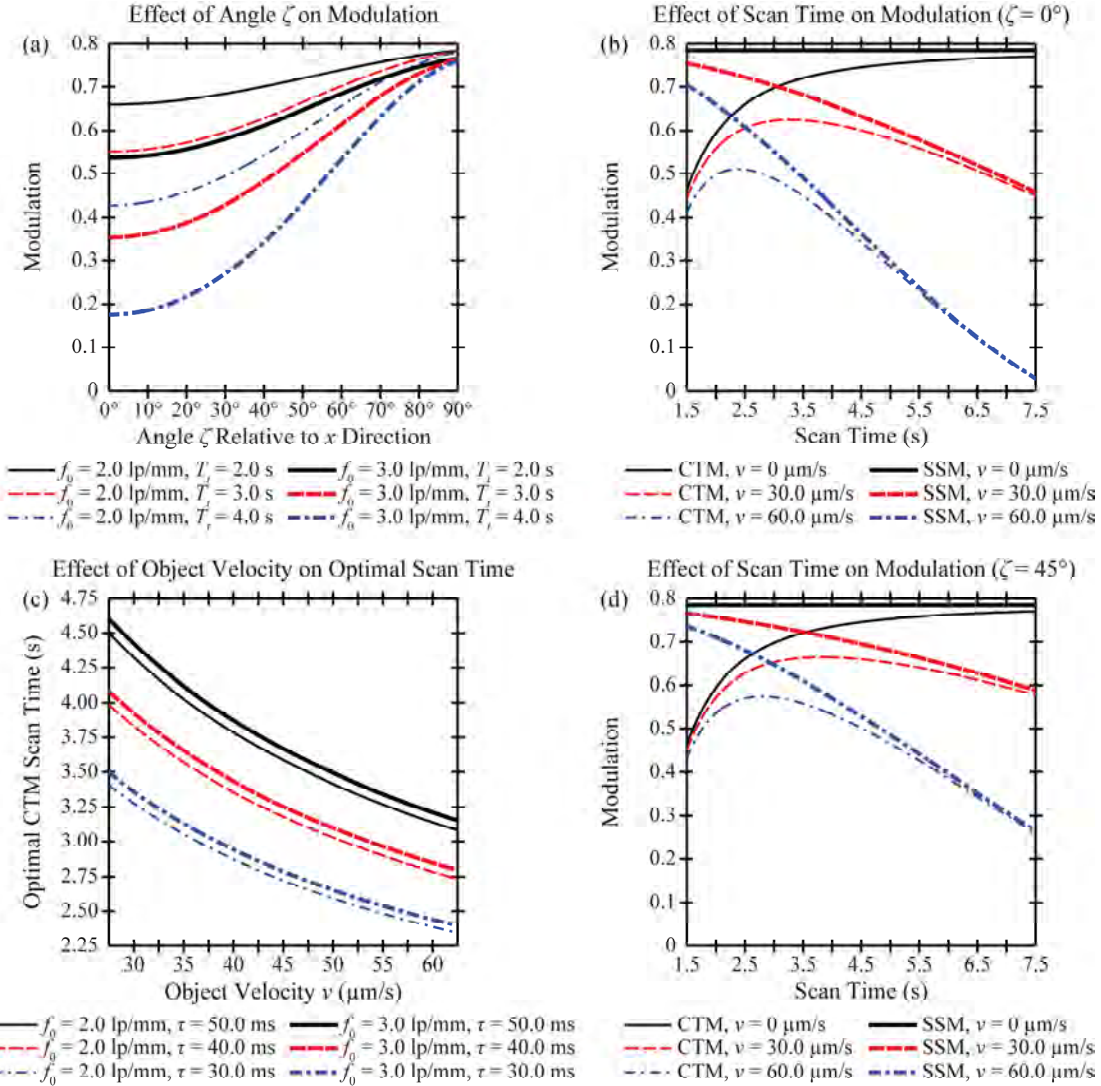 Effect of Angle ζ on Modulation
(a)
0.8
0.7
0.6
0.5
0.4
0.3
0.2
0.1
0
Modulation
0° 10° 20° 30° 40° 50° 60° 70° 80° 90°
Angle ζ Relative to x Direction
f₀ = 2.0 lp/mm, Tₜ = 2.0 s
f₀ = 3.0 lp/mm, Tₜ = 2.0 s
f₀ = 2.0 lp/mm, Tₜ = 3.0 s
f₀ = 3.0 lp/mm, Tₜ = 3.0 s
f₀ = 2.0 lp/mm, Tₜ = 4.0 s
f₀ = 3.0 lp/mm, Tₜ = 4.0 s
Effect of Scan Time on Modulation (ζ = 0°)
(b)
0.8
0.7
0.6
0.5
0.4
0.3
0.2
0.1
0
Modulation
1.5 2.5 3.5 4.5 5.5 6.5 7.5
Scan Time (s)
CTM, v = 0 μm/s
SSM, v = 0 μm/s
CTM, v = 30.0 μm/s
SSM, v = 30.0 μm/s
CTM, v = 60.0 μm/s
SSM, v = 60.0 μm/s
Effect of Object Velocity on Optimal Scan Time
(c)
4.75
4.50
4.25
4.00
3.75
3.50
3.25
3.00
2.75
2.50
2.25
Optimal CTM Scan Time (s)
30 35 40 45 50 55 60
Object Velocity v (μm/s)
f₀ = 2.0 lp/mm, τ = 50.0 ms
f₀ = 3.0 lp/mm, τ = 50.0 ms
f₀ = 2.0 lp/mm, τ = 40.0 ms
f₀ = 3.0 lp/mm, τ = 40.0 ms
f₀ = 2.0 lp/mm, τ = 30.0 ms
f₀ = 3.0 lp/mm, τ = 30.0 ms
Effect of Scan Time on Modulation (ζ = 45°)
(d)
0.8
0.7
0.6
0.5
0.4
0.3
0.2
0.1
0
Modulation
1.5 2.5 3.5 4.5 5.5 6.5 7.5
Scan Time (s)
CTM, v = 0 μm/s
SSM, v = 0 μm/s
CTM, v = 30.0 μm/s
SSM, v = 30.0 μm/s
CTM, v = 60.0 μm/s
SSM, v = 60.0 μm/s